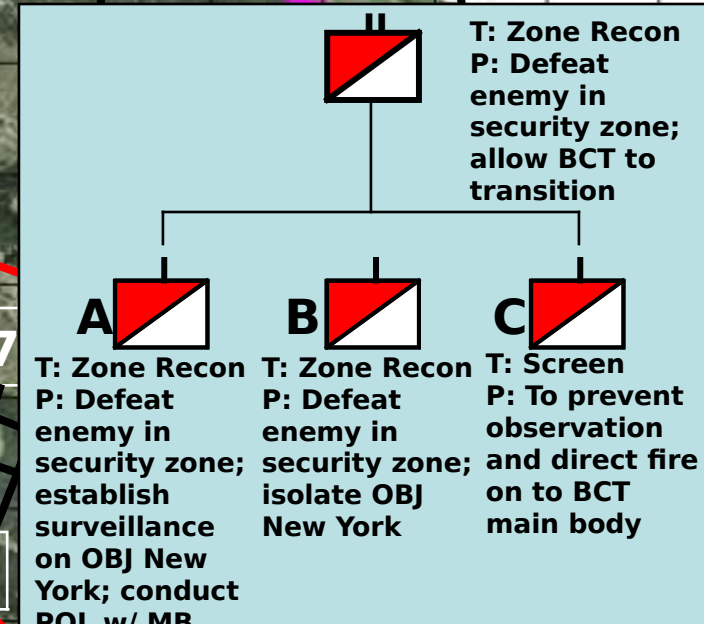 T: Zone Recon
P: Defeat
enemy in
security zone;
allow BCT to
transition
A
T: Zone Recon
P: Defeat
enemy in
security zone;
establish
surveillance
on OBJ New
York; conduct
w/ MB
B
T: Zone Recon
P: Defeat
enemy in
security zone;
isolate OBJ
New York
C
T: Screen
P: To prevent
observation
and direct fire
on to BCT
main body
7